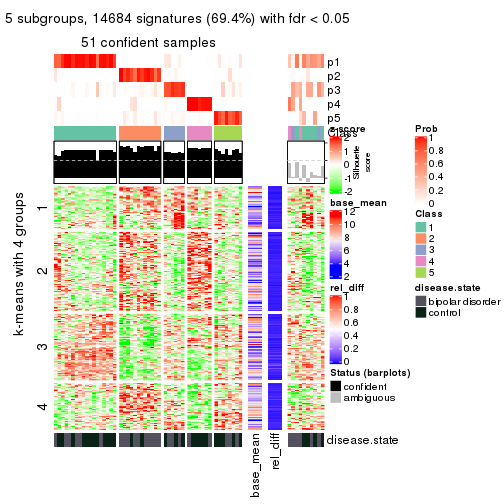 5 subgroups, 14684 signatures (69.4%) with fdr < 0.05
51 confident samples
p1
p2
p3
p4
p5
Class
z-score
2
1
0
-1
-2
Silhouette
score
base_mean
12
10
8
6
4
2
rel_diff
1
0.8
0.6
0.4
0.2
0
Status (barplots)
confident
ambiguous
Prob
1
0.8
0.6
0.4
0.2
0
Class
1
2
3
4
5
disease.state
bipolar disorder
control
k-means with 4 groups
1
2
3
4
disease.state
base_mean
rel_diff